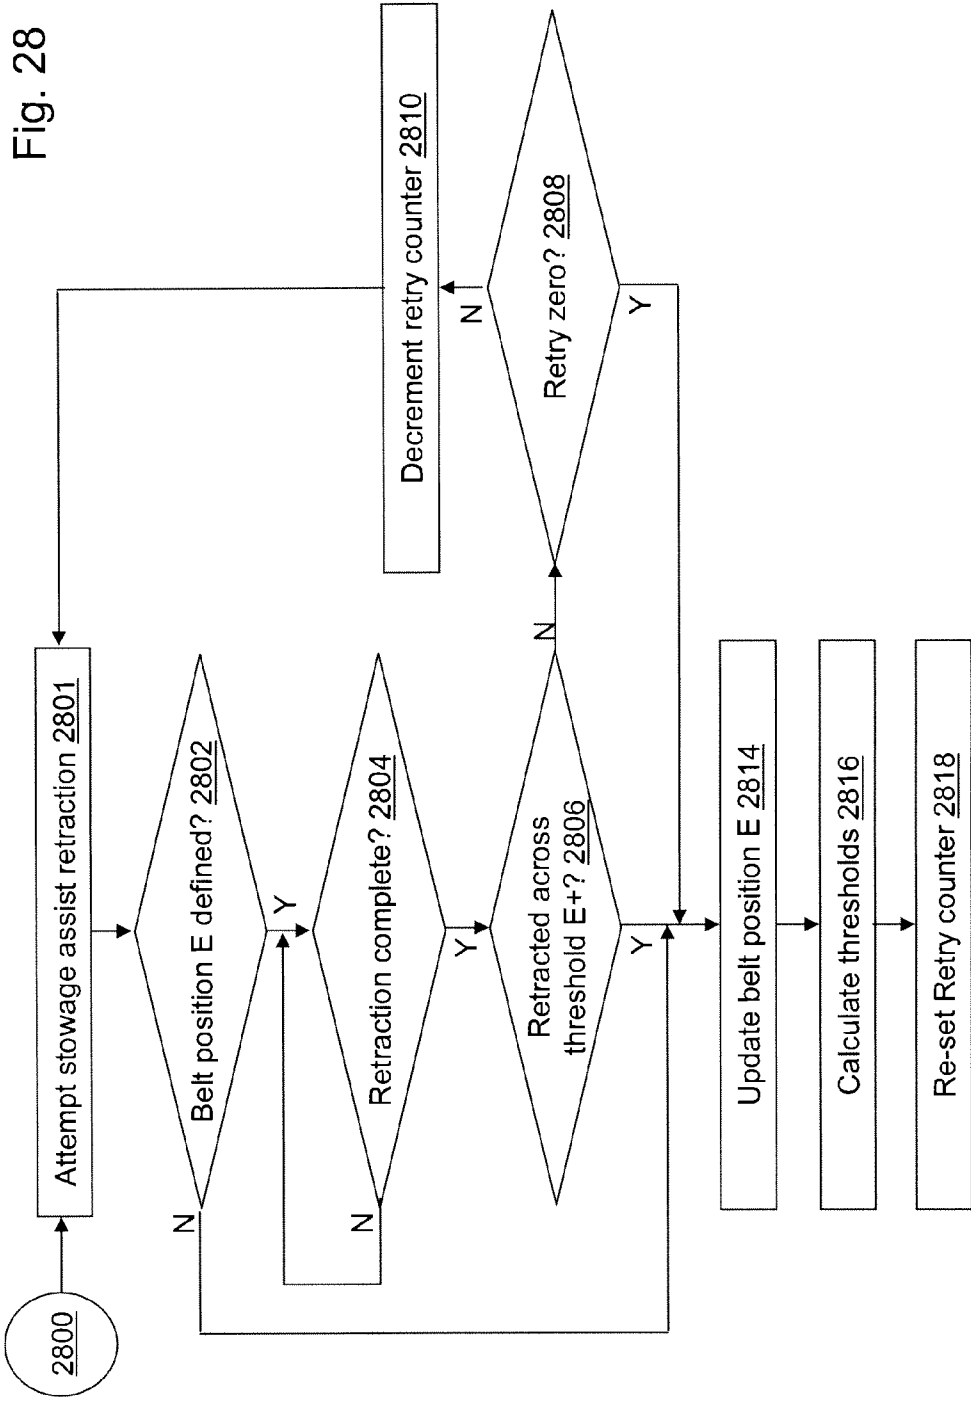 Fig. 28
2800
Attempt stowage assist retraction 2801
Belt position E defined? 2802
N
Y
Retraction complete? 2804
N
Y
Retracted across
threshold E+? 2806
N
Y
Retry zero? 2808
N
Y
Decrement retry counter 2810
Update belt position E 2814
Calculate thresholds 2816
Re-set Retry counter 2818